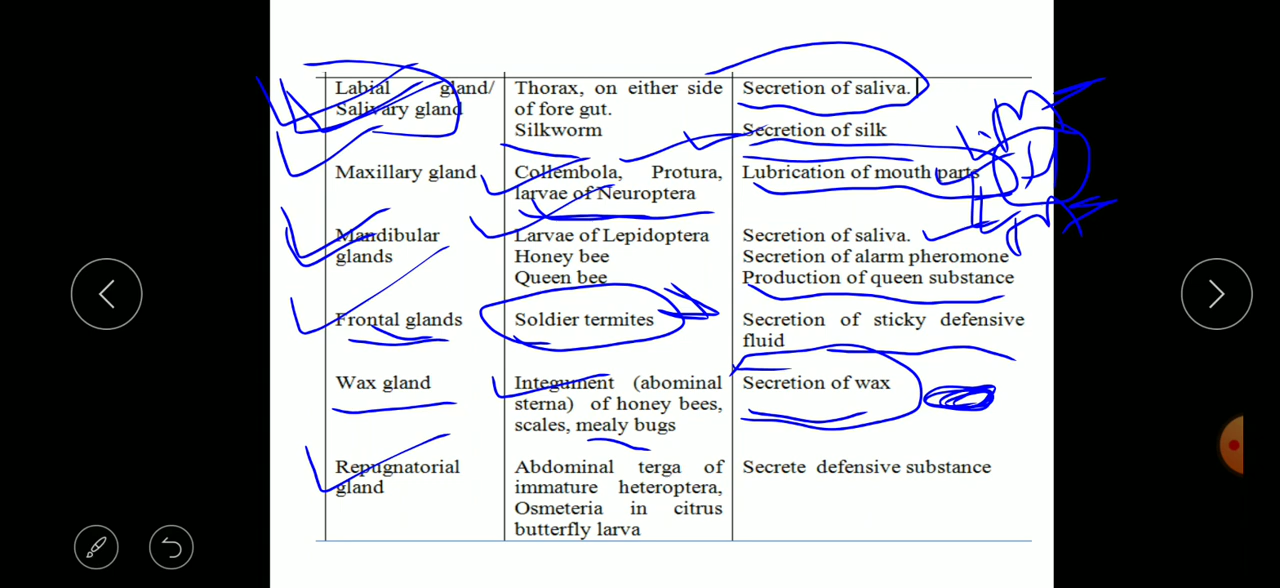 Labial gland/ Thorax, on either side Secretion of saliva.
Salivary gland of fore gut.
Silkworm Secretion of silk
Maxillary gland Collembola, Protura, Lubrication of mouth parts
larvae of Neuroptera
Mandibular Larvae of Lepidoptera Secretion of saliva.
glands Honey bee Secretion of alarm pheromone
Queen bee Production of queen substance
Frontal glands Soldier termites Secretion of sticky defensive
fluid
Wax gland Integument (abominal Secretion of wax
sterna) of honey bees,
scales, mealy bugs
Repugnatorial Abdominal terga of Secrete defensive substance
gland immature heteroptera,
Osmeteria in citrus
butterfly larva